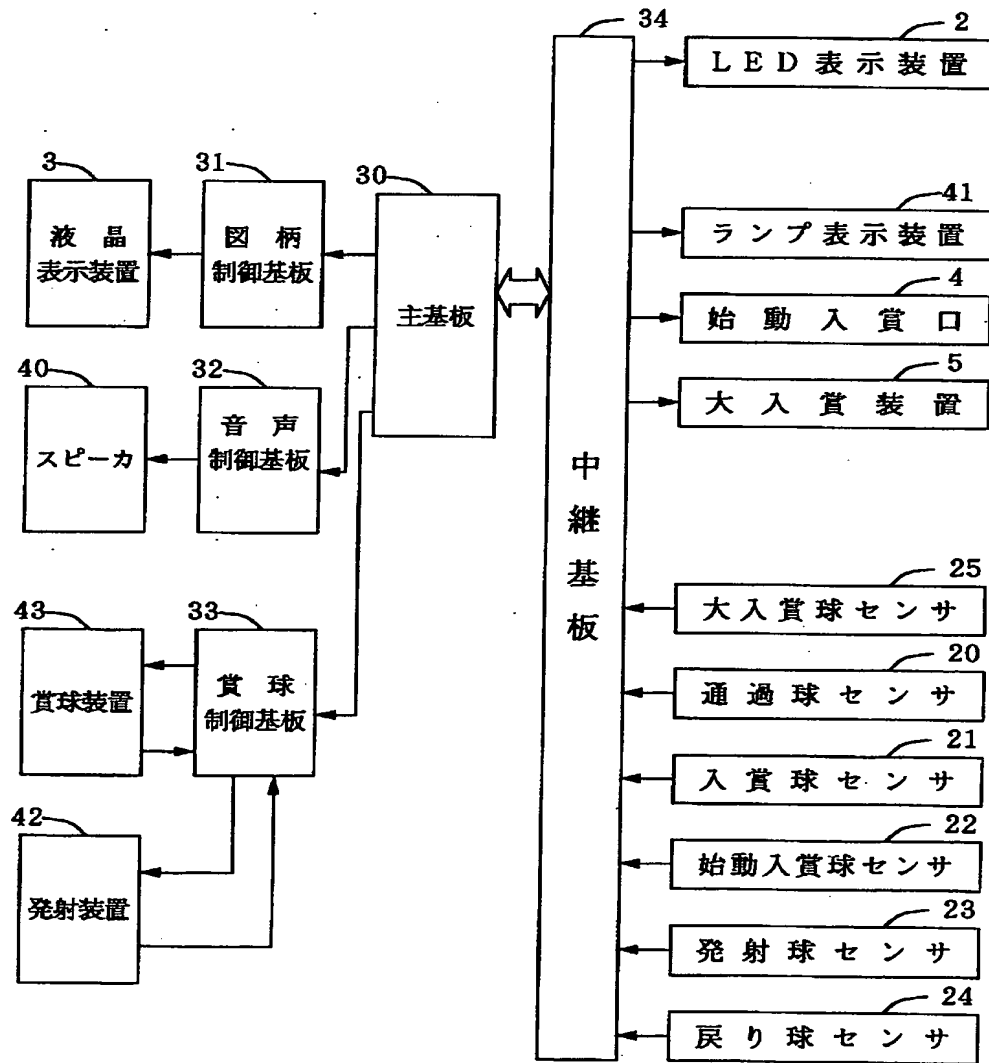 34
2
LED表示装置
3
31
30
41
液晶
表示装置
図柄
制御基板
主基板
ランプ表示装置
4
始動入賞口
5
大入賞装置
40
32
スピーカ
音声
制御基板
中継基板
25
大入賞球センサ
43
33
20
賞球装置
賞球
制御基板
通過球センサ
21
入賞球センサ
42
22
発射装置
始動入賞球センサ
23
発射球センサ
24
戻り球センサ